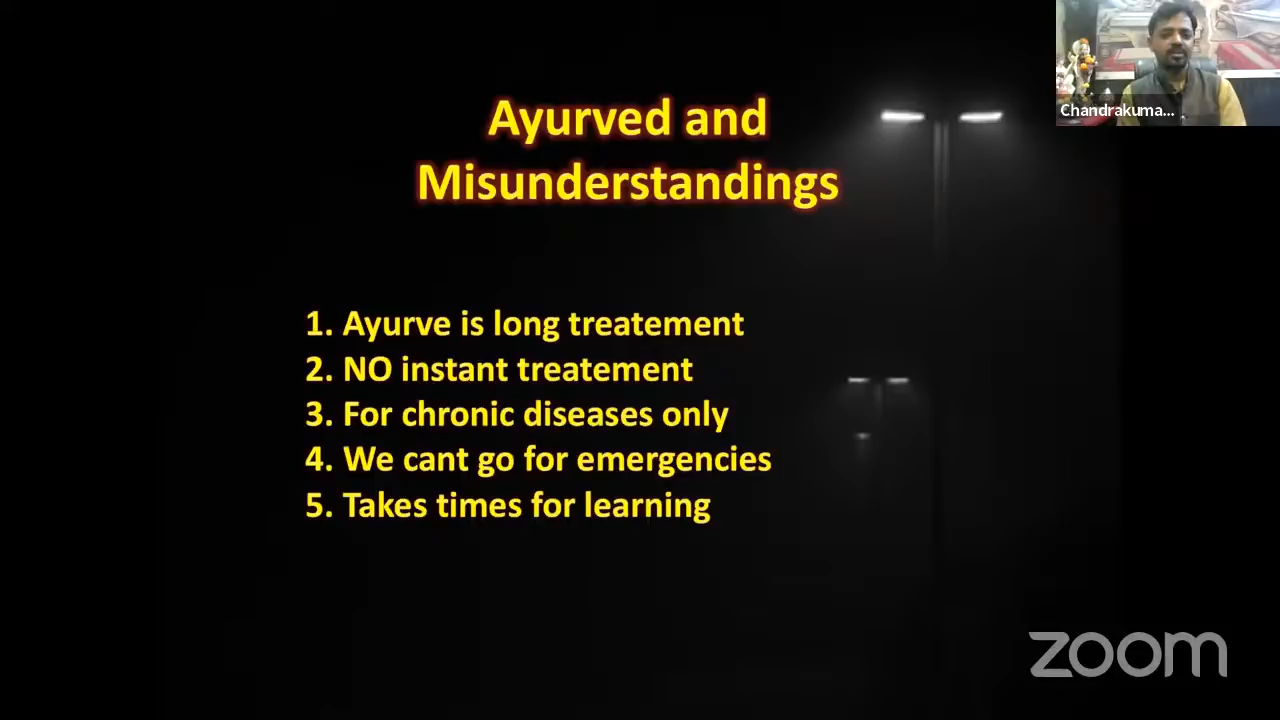 Chandrakuma...
Ayurved and
Misunderstandings
1. Ayurve is long treatement
2. NO instant treatement
3. For chronic diseases only
4. We cant go for emergencies
5. Takes times for learning
zoom